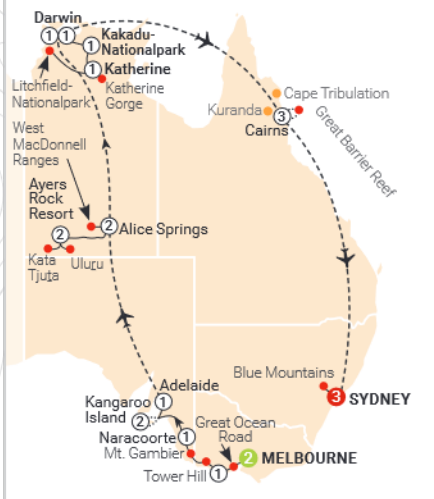 Darwin
1
1
Kakadu-
1
Nationalpark
1
Katherine
Litchfield-
Nationalpark
Katherine
Gorge
Cape Tribulation
Kuranda
3
Cairns
Great Barrier Reef
West
MacDonnell
Ranges
Ayers
Rock
Resort
2
2
Alice Springs
Kata
Tjuta
Uluru
Blue Mountains
3
SYDNEY
Adelaide
Kangaroo
Island
1
2
Naracoorte
1
Great Ocean
Road
Mt. Gambier
Tower Hill
1
2
MELBOURNE